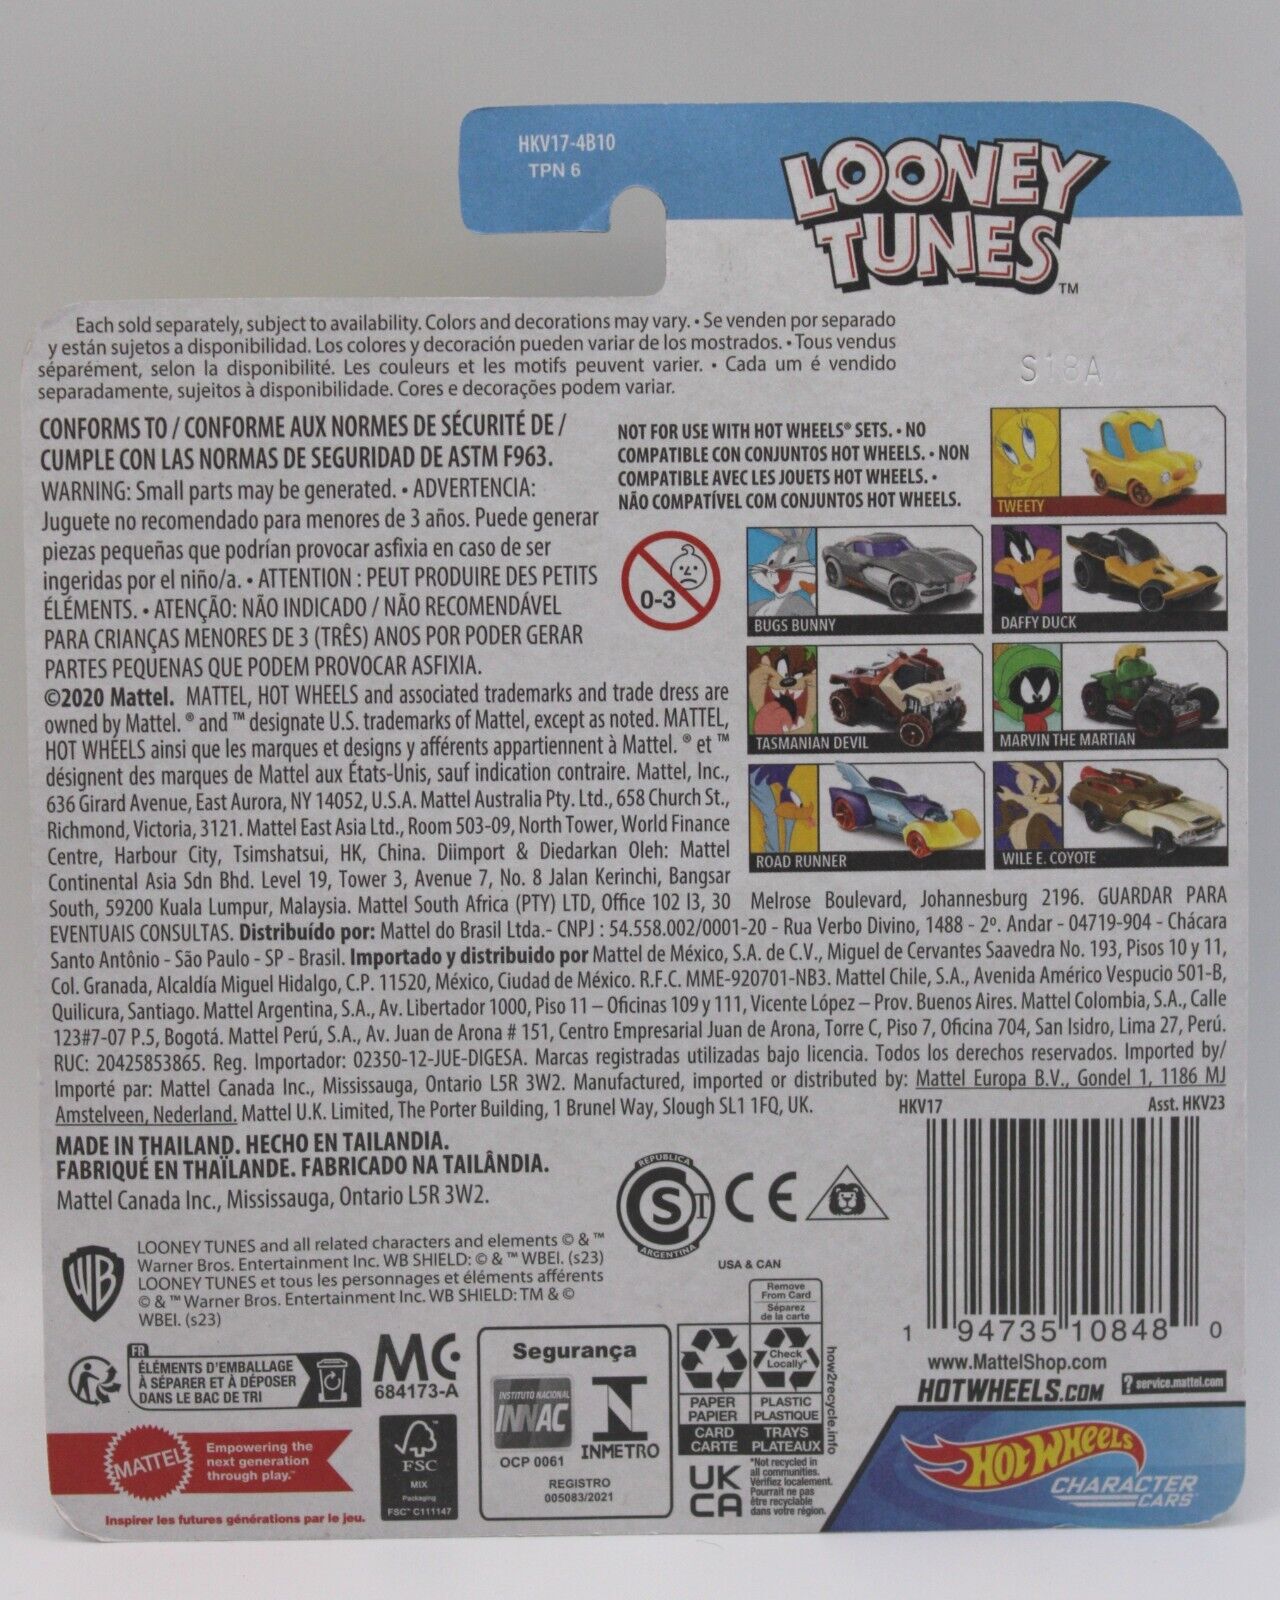 HKV17-4B10
TPN 6
LOONEY
TUNES
™
Each sold separately, subject to availability. Colors and decorations may vary. • Se venden por separado
y están sujetos a disponibilidad. Los colores y decoración pueden variar de los mostrados. • Tous vendus
séparément, selon la disponibilité. Les couleurs et les motifs peuvent varier. • Cada um é vendido
separadamente, sujeitos à disponibilidade. Cores e decorações podem variar.
S18A
CONFORMS TO / CONFORME AUX NORMES DE SÉCURITÉ DE /
CUMPLE CON LAS NORMAS DE SEGURIDAD DE ASTM F963.
WARNING: Small parts may be generated. • ADVERTENCIA:
Juguete no recomendado para menores de 3 años. Puede generar
piezas pequeñas que podrían provocar asfixia en caso de ser
ingeridas por el niño/a. • ATTENTION : PEUT PRODUIRE DES PETITS
ÉLÉMENTS. • ATENÇÃO: NÃO INDICADO / NÃO RECOMENDÁVEL
PARA CRIANÇAS MENORES DE 3 (TRÊS) ANOS POR PODER GERAR
PARTES PEQUENAS QUE PODEM PROVOCAR ASFIXIA.
NOT FOR USE WITH HOT WHEELS® SETS. • NO
COMPATIBLE CON CONJUNTOS HOT WHEELS. • NON
COMPATIBLE AVEC LES JOUETS HOT WHEELS. •
NÃO COMPATÍVEL COM CONJUNTOS HOT WHEELS.
0-3
TWEETY
BUGS BUNNY
DAFFY DUCK
TASMANIAN DEVIL
MARVIN THE MARTIAN
ROAD RUNNER
WILE E. COYOTE
©2020 Mattel. MATTEL, HOT WHEELS and associated trademarks and trade dress are
owned by Mattel. ® and ™ designate U.S. trademarks of Mattel, except as noted. MATTEL,
HOT WHEELS ainsi que les marques et designs y afférents appartiennent à Mattel. ® et ™
désignent des marques de Mattel aux États-Unis, sauf indication contraire. Mattel, Inc.,
636 Girard Avenue, East Aurora, NY 14052, U.S.A. Mattel Australia Pty. Ltd., 658 Church St.,
Richmond, Victoria, 3121. Mattel East Asia Ltd., Room 503-09, North Tower, World Finance
Centre, Harbour City, Tsimshatsui, HK, China. Diimport & Diedarkan Oleh: Mattel
Continental Asia Sdn Bhd. Level 19, Tower 3, Avenue 7, No. 8 Jalan Kerinchi, Bangsar
South, 59200 Kuala Lumpur, Malaysia. Mattel South Africa (PTY) LTD, Office 102 I3, 30 Melrose Boulevard, Johannesburg 2196. GUARDAR PARA
EVENTUAIS CONSULTAS. Distribuído por: Mattel do Brasil Ltda.- CNPJ : 54.558.002/0001-20 - Rua Verbo Divino, 1488 - 2º. Andar - 04719-904 - Chácara
Santo Antônio - São Paulo - SP - Brasil. Importado y distribuido por Mattel de México, S.A. de C.V., Miguel de Cervantes Saavedra No. 193, Pisos 10 y 11,
Col. Granada, Alcaldía Miguel Hidalgo, C.P. 11520, México, Ciudad de México. R.F.C. MME-920701-NB3. Mattel Chile, S.A., Avenida Américo Vespucio 501-B,
Quilicura, Santiago. Mattel Argentina, S.A., Av. Libertador 1000, Piso 11 – Oficinas 109 y 111, Vicente López – Prov. Buenos Aires. Mattel Colombia, S.A., Calle
123#7-07 P.5, Bogotá. Mattel Perú, S.A., Av. Juan de Arona # 151, Centro Empresarial Juan de Arona, Torre C, Piso 7, Oficina 704, San Isidro, Lima 27, Perú.
RUC: 20425853865. Reg. Importador: 02350-12-JUE-DIGESA. Marcas registradas utilizadas bajo licencia. Todos los derechos reservados. Imported by/
Importé par: Mattel Canada Inc., Mississauga, Ontario L5R 3W2. Manufactured, imported or distributed by: Mattel Europa B.V., Gondel 1, 1186 MJ
Amstelveen, Nederland. Mattel U.K. Limited, The Porter Building, 1 Brunel Way, Slough SL1 1FQ, UK.
HKV17
Asst. HKV23
MADE IN THAILAND. HECHO EN TAILANDIA.
FABRIQUÉ EN THAÏLANDE. FABRICADO NA TAILÂNDIA.
Mattel Canada Inc., Mississauga, Ontario L5R 3W2.
REPUBLICA
CST
ARGENTINA
CE
WB
LOONEY TUNES and all related characters and elements © & ™
Warner Bros. Entertainment Inc. WB SHIELD: © & ™ WBEI. (s23)
LOONEY TUNES et tous les personnages et éléments afférents
© & ™ Warner Bros. Entertainment Inc. WB SHIELD: TM & ©
WBEI. (s23)
USA & CAN
Remove
From Card
Séparez
de la carte
Check
Locally*
PAPER
PAPIER
CARD
CARTE
PLASTIC
PLASTIQUE
TRAYS
PLATEAUX
how2recycle.info
*Not recycled in
all communities.
Vérifiez localement.
Pourrait ne pas
être recyclable
dans votre région.
UK
CA
FR
ÉLÉMENTS D'EMBALLAGE
À SÉPARER ET À DÉPOSER
DANS LE BAC DE TRI
MC
684173-A
Segurança
INSTITUTO NACIONAL
INNAC
OCP 0061
INMETRO
REGISTRO
005083/2021
MATTEL
Empowering the
next generation
through play.™
Inspirer les futures générations par le jeu.
FSC
MIX
Packaging
FSC™ C111147
1 94735 10848 0
www.MattelShop.com
HOTWHEELS.COM
? service.mattel.com
HOT WHEELS
CHARACTER
CARS™